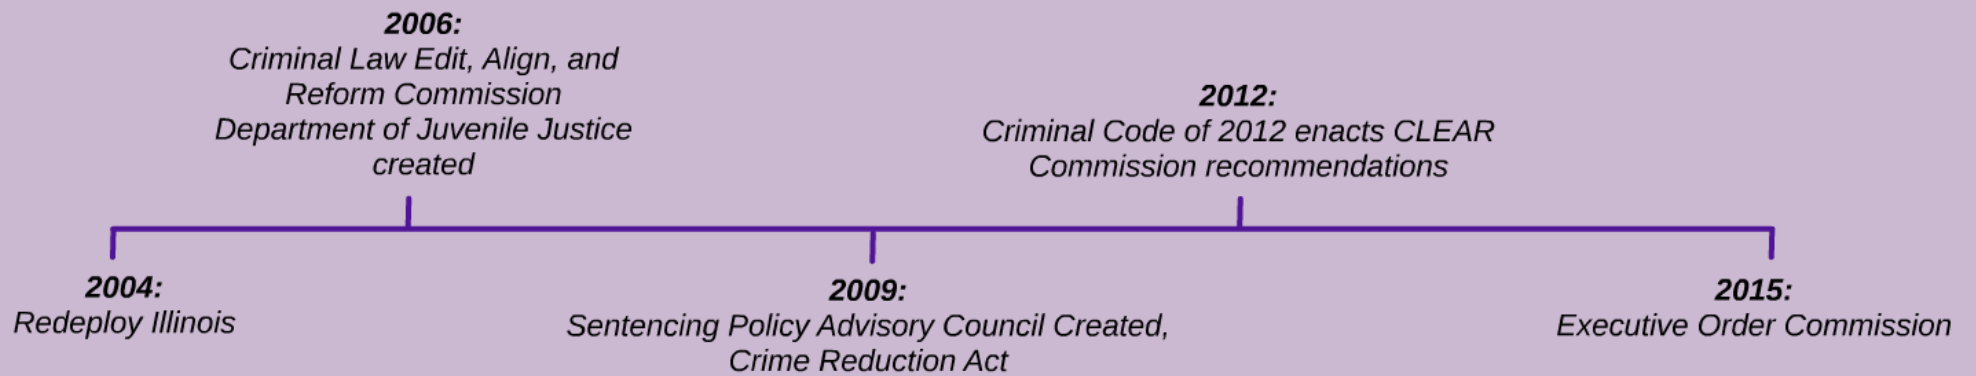 2006:
Criminal Law Edit, Align, and
Reform Commission
Department of Juvenile Justice
created
2012:
Criminal Code of 2012 enacts CLEAR
Commission recommendations
2004:
Redeploy Illinois
2009:
Sentencing Policy Advisory Council Created,
Crime Reduction Act
2015:
Executive Order Commission